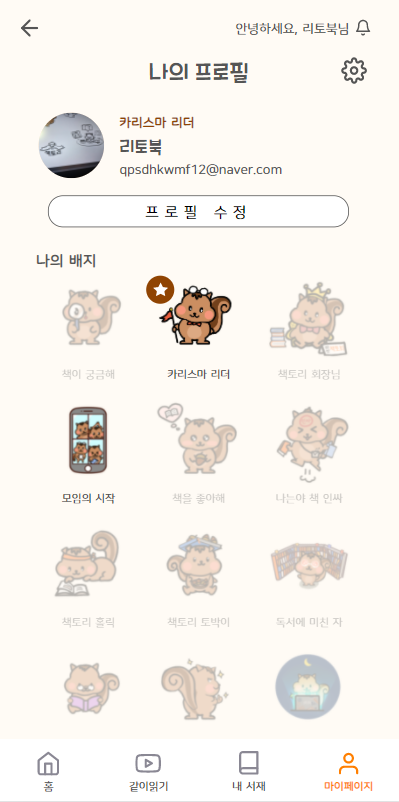 안녕하세요, 리토북님
나의 프로필
카리스마 리더
리토북
qpsdhkwmf12@naver.com
프로필 수정
나의 배지
책이 궁금해
카리스마 리더
책토리 회장님
모임의 시작
책을 좋아해
나는야 책 인싸
책토리 홀릭
책토리 토박이
독서에 미친 자
홈
같이읽기
내 서재
마이페이지